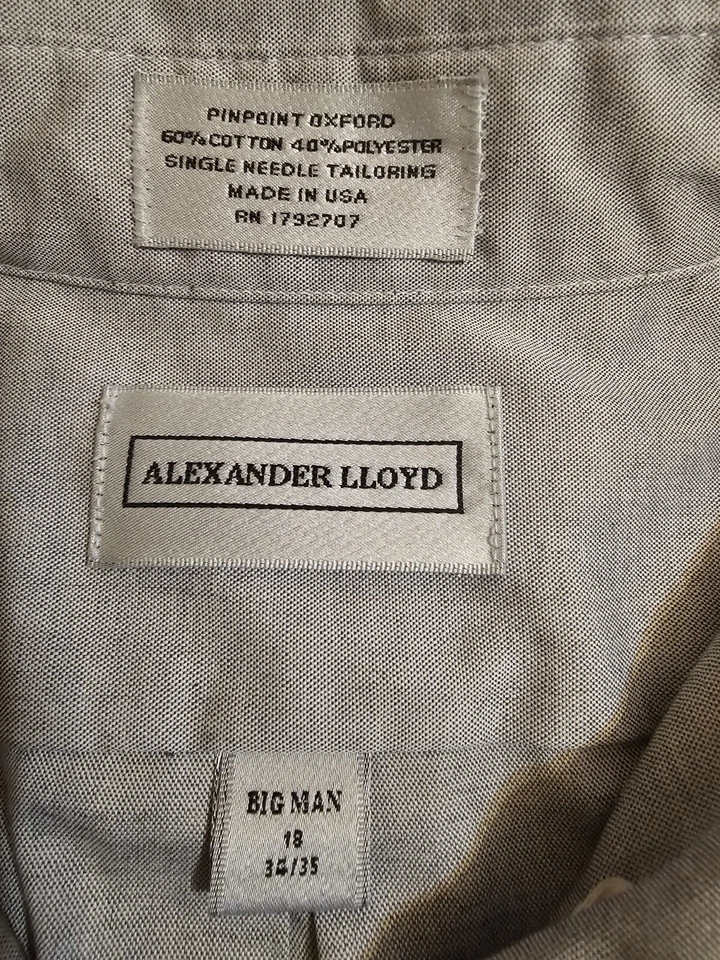 PINPOINT OXFORD
60% COTTON 40% POLYESTER
SINGLE NEEDLE TAILORING
MADE IN USA
RN 1792707
ALEXANDER LLOYD
BIG MAN
18
34/35